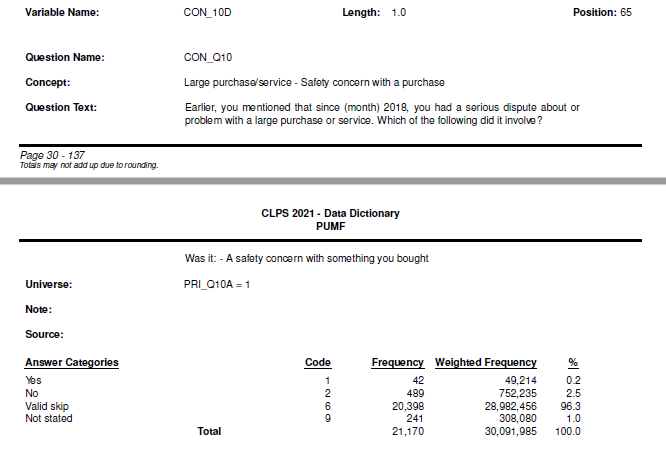 Variable Name: CON_10D Length: 1.0 Position: 65
Question Name: CON_Q10
Concept: Large purchase/service - Safety concern with a purchase
Question Text: Earlier, you mentioned that since (month) 2018, you had a serious dispute about or
problem with a large purchase or service. Which of the following did it involve?
Page 30 - 137
Totals may not add up due to rounding.
CLPS 2021 - Data Dictionary
PUMF
Was it: - A safety concern with something you bought
Universe: PRI_Q10A = 1
Note:
Source:
Answer Categories Code Frequency Weighted Frequency %
Yes 1 42 49,214 0.2
No 2 489 752,235 2.5
Valid skip 6 20,398 28,982,456 96.3
Not stated 9 241 308,080 1.0
Total 21,170 30,091,985 100.0